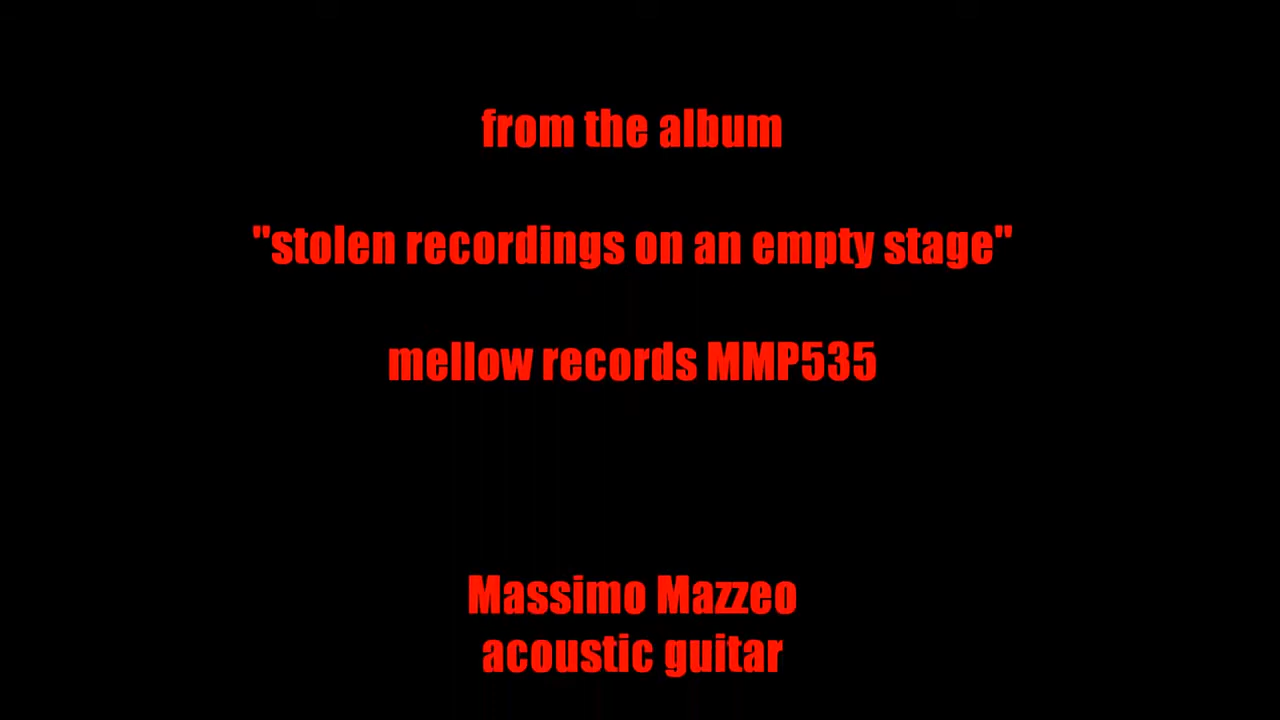 from the album
"stolen recordings on an empty stage"
mellow records MMP535
Massimo Mazzeo
acoustic guitar